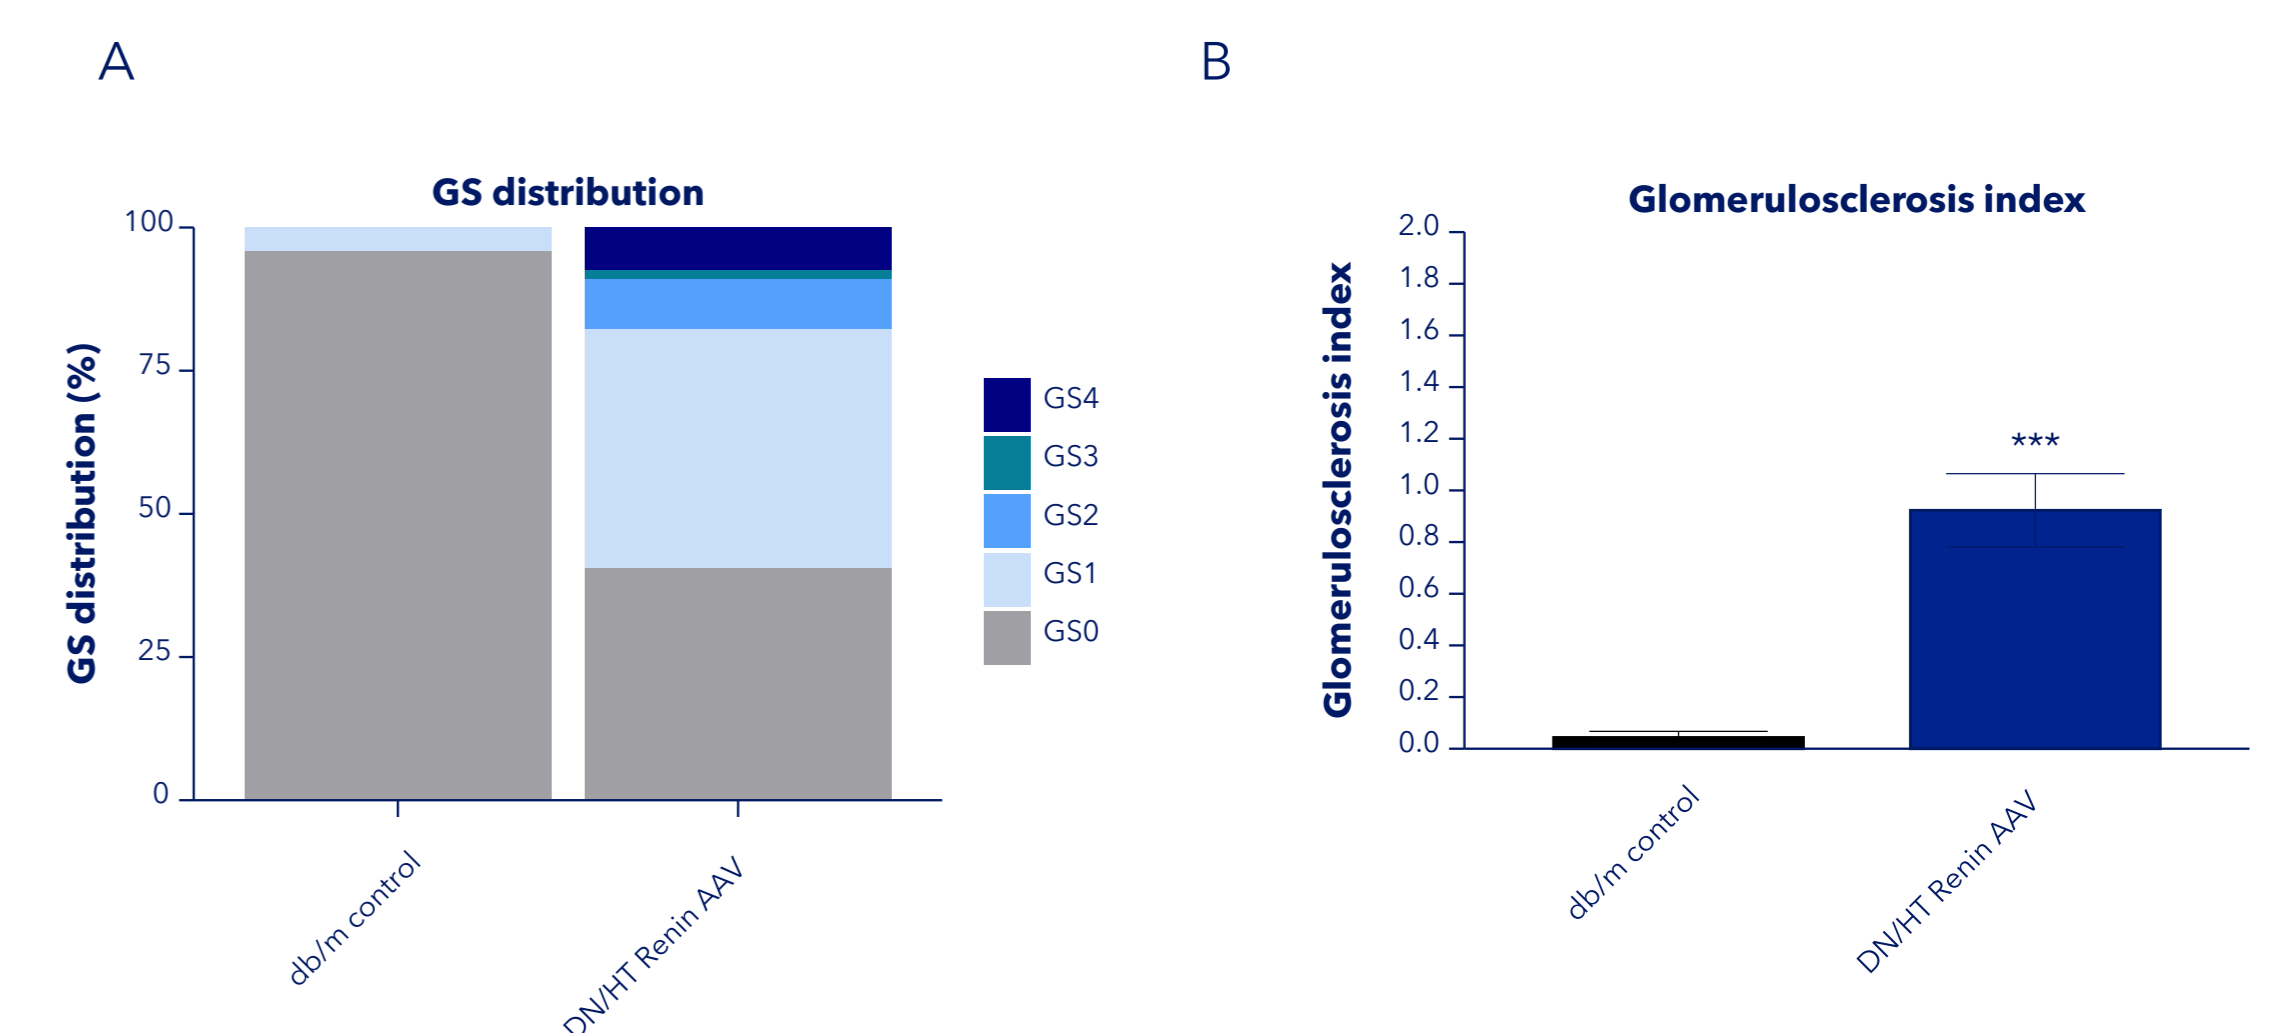 A
GS distribution
GS distribution (%)
100
75
50
25
0
db/m control
DN/HT Renin AAV
GS4
GS3
GS2
GS1
GS0
B
Glomerulosclerosis index
Glomerulosclerosis index
2.0
1.8
1.6
1.4
1.2
1.0
0.8
0.6
0.4
0.2
0.0
***
db/m control
DN/HT Renin AAV